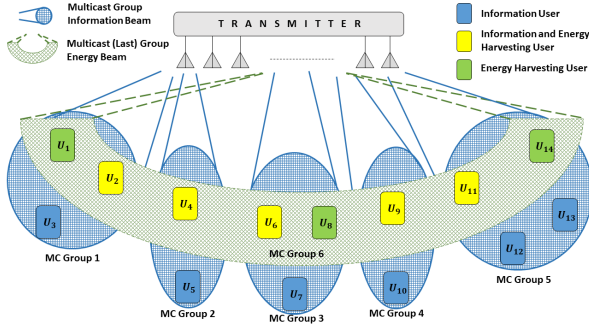 Multicast Group
Information Beam
Multicast (Last) Group
Energy Beam
TRANSMITTER
Information User
Information and Energy
Harvesting User
Energy Harvesting User
U1
U2
U3
U4
U5
U6
U7
U8
U9
U10
U11
U12
U13
U14
MC Group 1
MC Group 2
MC Group 3
MC Group 4
MC Group 5
MC Group 6